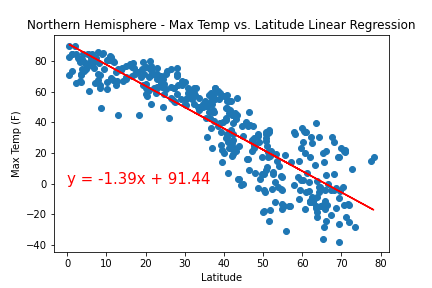 Northern Hemisphere - Max Temp vs. Latitude Linear Regression
80
60
40
20
0
−20
−40
Max Temp (F)
y = -1.39x + 91.44
0 10 20 30 40 50 60 70 80
Latitude